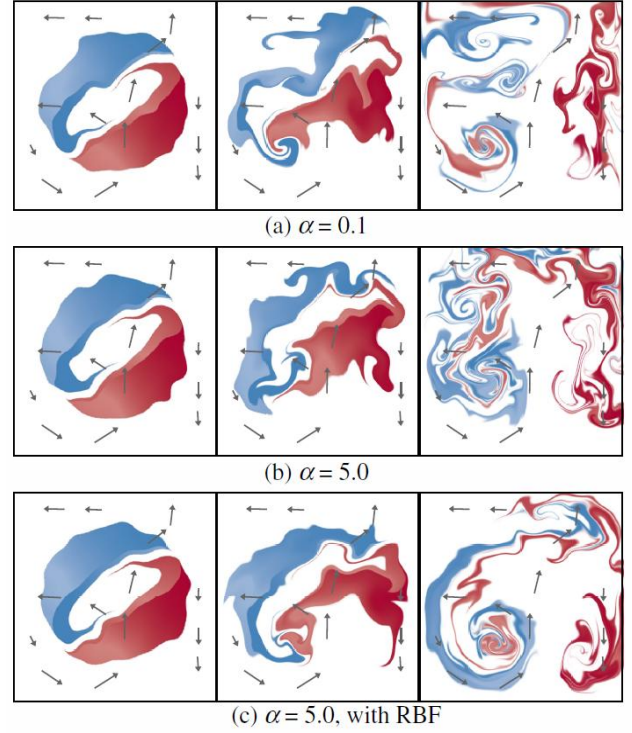 (a) α = 0.1
(b) α = 5.0
(c) α = 5.0, with RBF